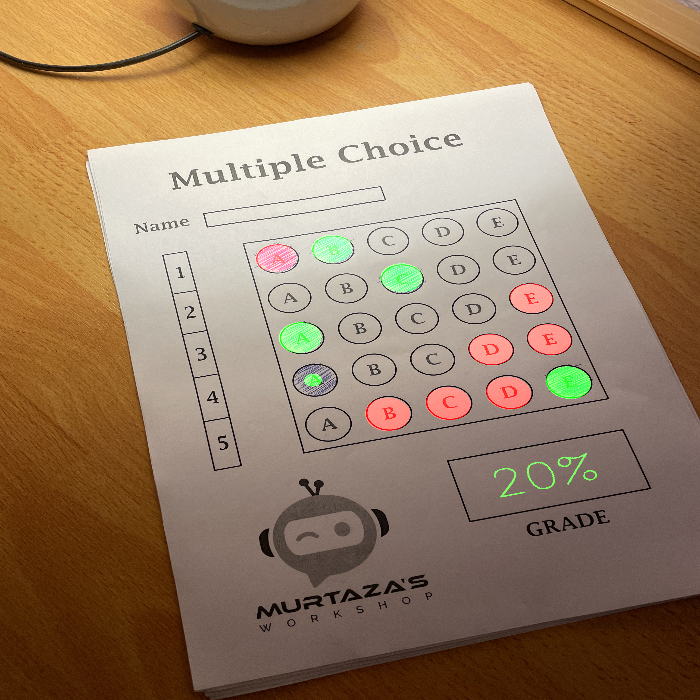 Multiple Choice
Name
1 A B C D E
2 A B C D E
3 A B C D E
4 A B C D E
5 A B C D E
20%
GRADE
MURTAZA'S
WORKSHOP